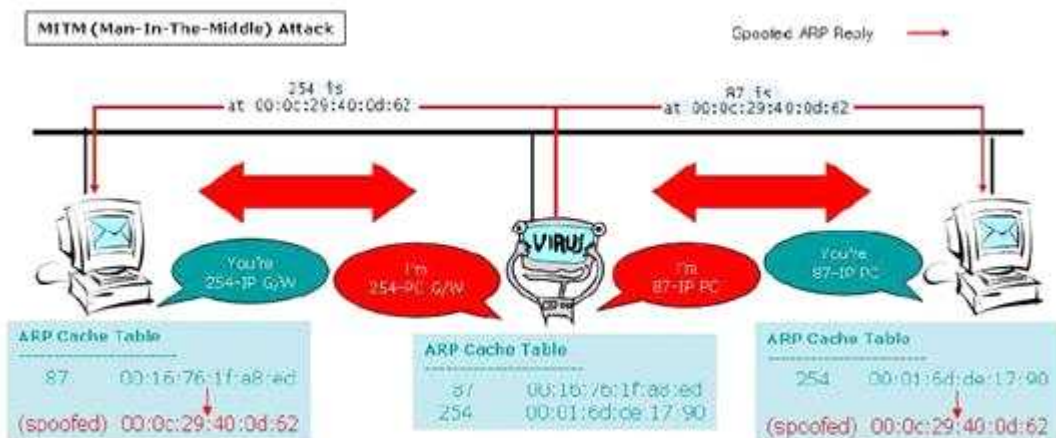 MITM (Man-In-The-Middle) Attack
Spoofed ARP Reply
254 is
at 00:0c:29:40:0d:62
87 is
at 00:0c:29:40:0d:62
You're
254-IP G/W
I'm
254-PC G/W
VIRUS
I'm
87-IP PC
You're
87-IP PC
ARP Cache Table
87 00:16:76:1f:a8:ed
(spoofed) 00:0c:29:40:0d:62
ARP Cache Table
87 00:16:76:1f:a8:ed
254 00:01:6d:de:17:90
ARP Cache Table
254 00:01:6d:de:17:90
(spoofed) 00:0c:29:40:0d:62